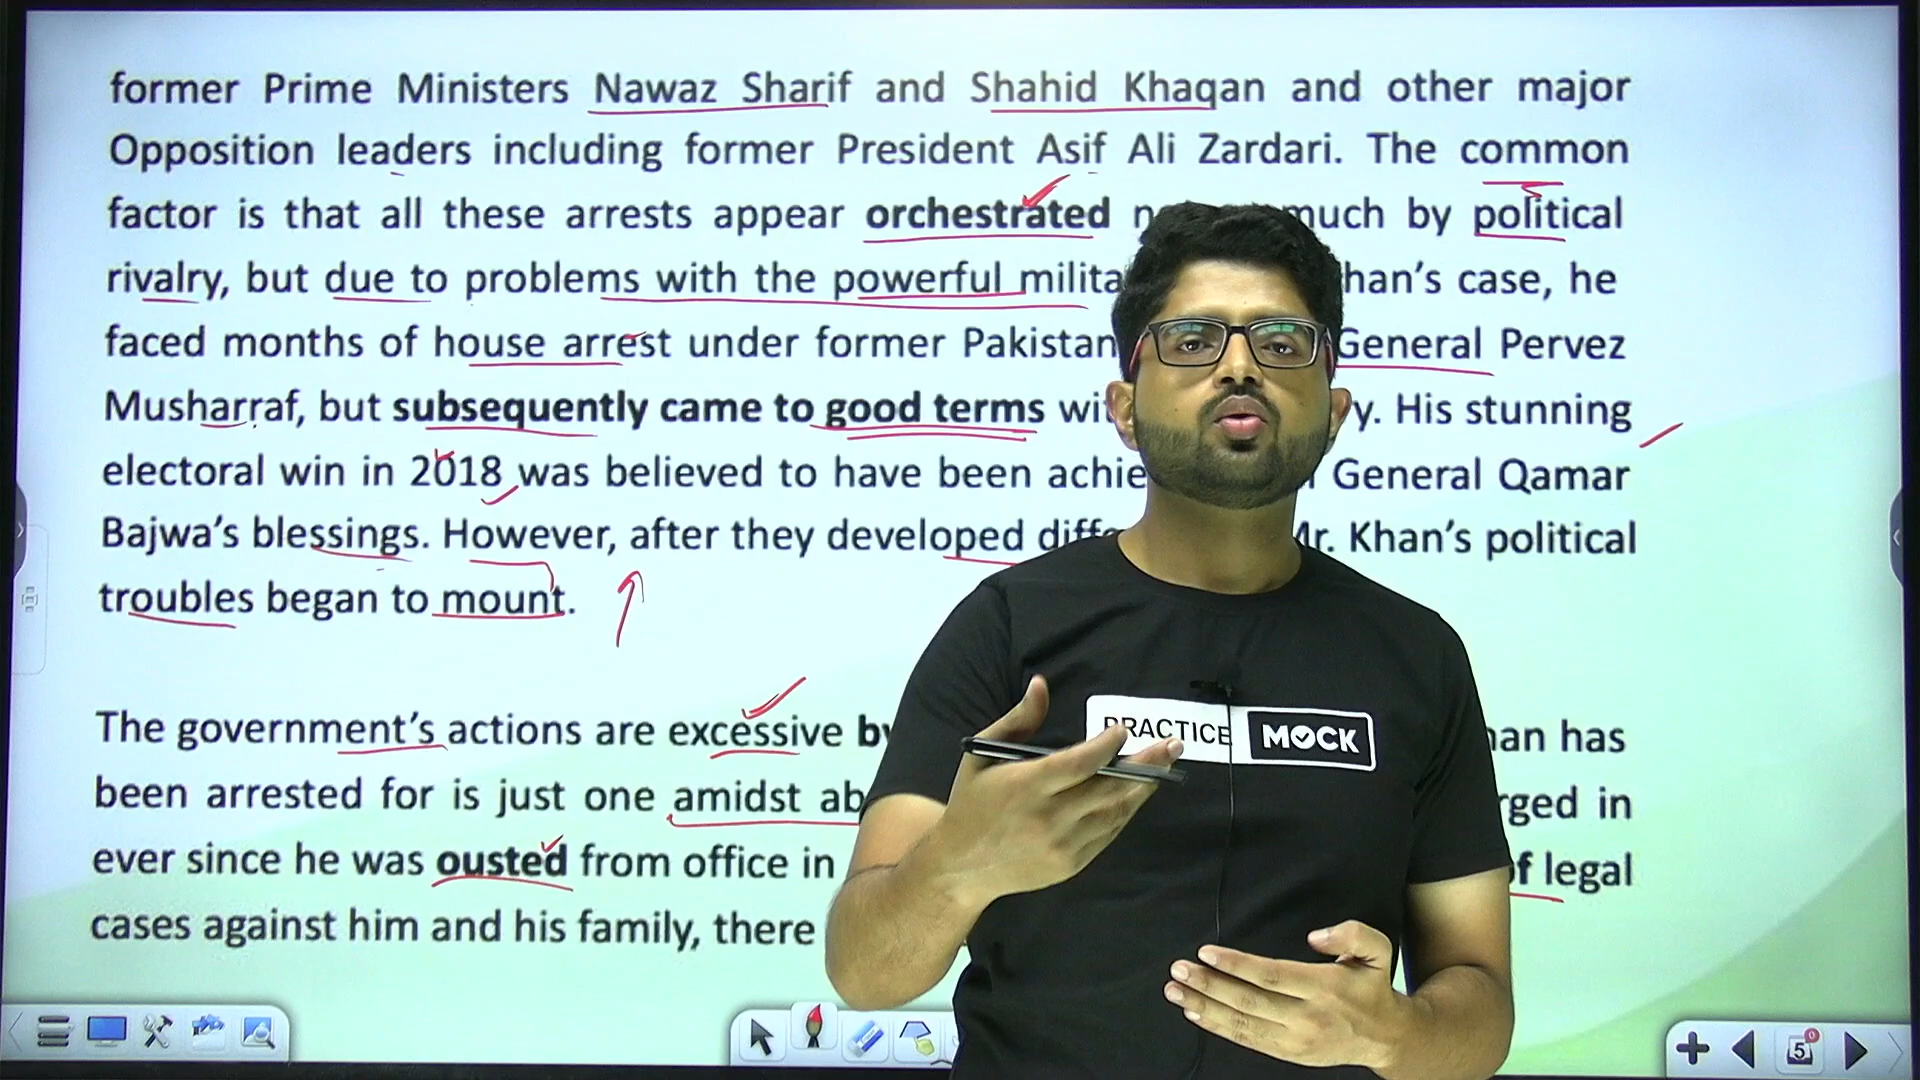 former Prime Ministers Nawaz Sharif and Shahid Khaqan and other major
Opposition leaders including former President Asif Ali Zardari. The common
factor is that all these arrests appear orchestrated much by political
rivalry, but due to problems with the powerful case, he
faced months of house arrest under former Pakistan General Pervez
Musharraf, but subsequently came to good terms His stunning
electoral win in 2018 was believed to have been General Qamar
Bajwa's blessings. However, after they developed Mr. Khan's political
troubles began to mount.
The government's actions are excessive has
been arrested for is just one amidst in
ever since he was ousted from office in of legal
cases against him and his family, there
PRACTICE MOCK
5